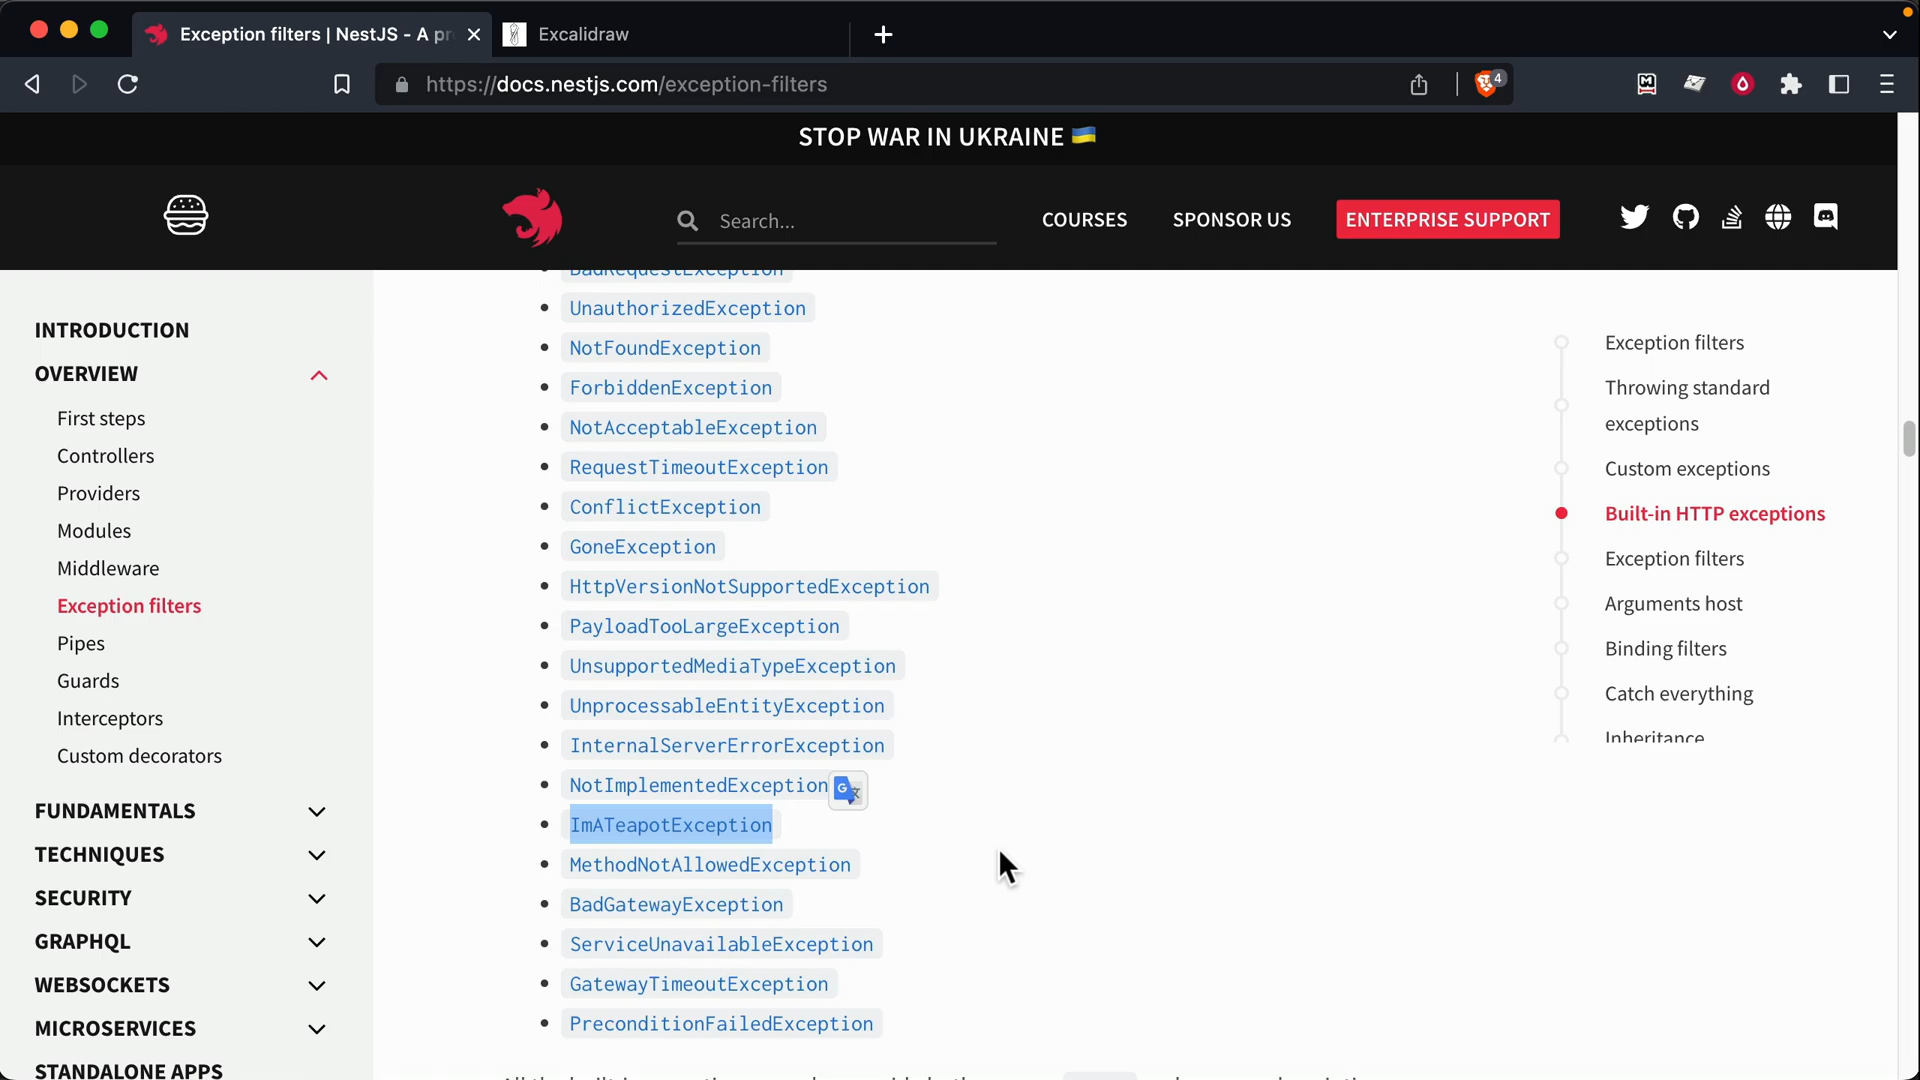 Exception filters | NestJS - A pr
Excalidraw
https://docs.nestjs.com/exception-filters
4
STOP WAR IN UKRAINE 🇺🇦
Search...
COURSES
SPONSOR US
ENTERPRISE SUPPORT
INTRODUCTION
OVERVIEW
First steps
Controllers
Providers
Modules
Middleware
Exception filters
Pipes
Guards
Interceptors
Custom decorators
FUNDAMENTALS
TECHNIQUES
SECURITY
GRAPHQL
WEBSOCKETS
MICROSERVICES
STANDALONE APPS
BadRequestException
UnauthorizedException
NotFoundException
ForbiddenException
NotAcceptableException
RequestTimeoutException
ConflictException
GoneException
HttpVersionNotSupportedException
PayloadTooLargeException
UnsupportedMediaTypeException
UnprocessableEntityException
InternalServerErrorException
NotImplementedException
ImATeapotException
MethodNotAllowedException
BadGatewayException
ServiceUnavailableException
GatewayTimeoutException
PreconditionFailedException
Exception filters
Throwing standard
exceptions
Custom exceptions
Built-in HTTP exceptions
Exception filters
Arguments host
Binding filters
Catch everything
Inheritance